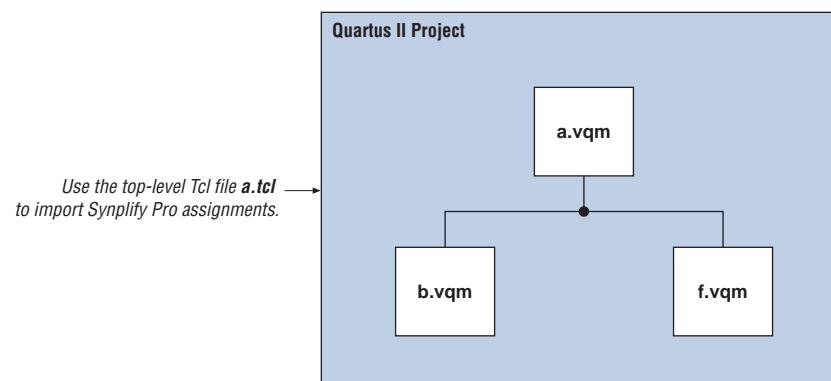 Quartus II Project
a.vqm
Use the top-level Tcl file a.tcl
to import Synplify Pro assignments.
b.vqm
f.vqm